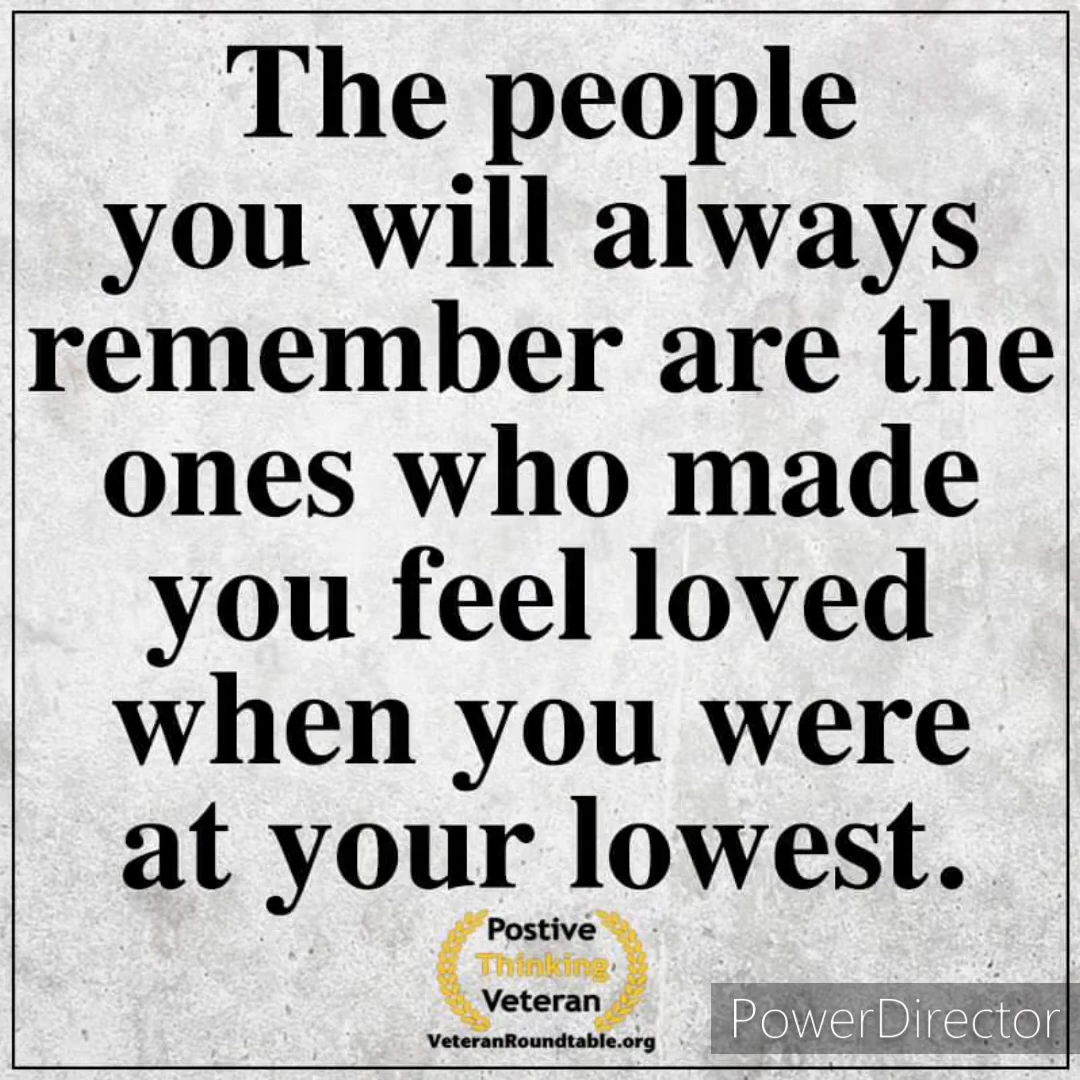 The people
you will always
remember are the
ones who made
you feel loved
when you were
at your lowest.
Postive
Thinking
Veteran
VeteranRoundtable.org
PowerDirector